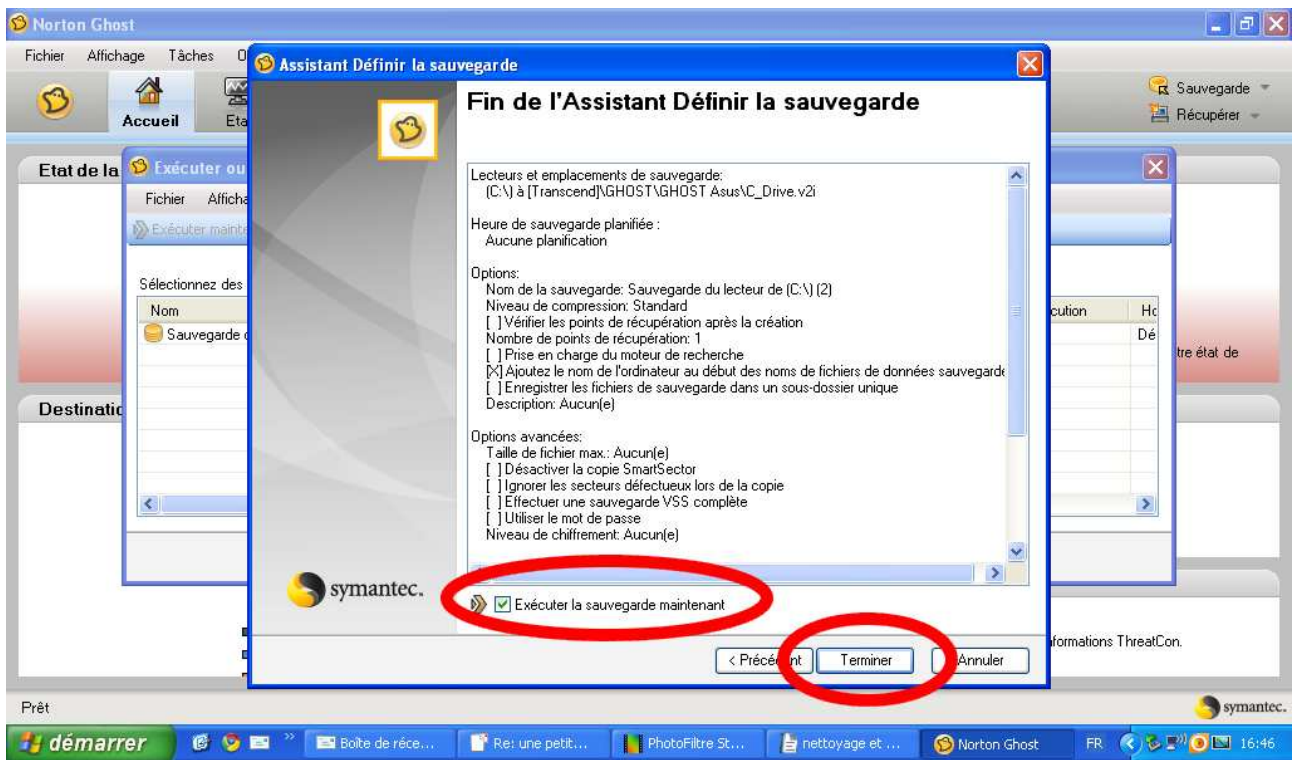 Norton Ghost
Fichier Affichage Tâches
Assistant Définir la sauvegarde
Accueil
Sauvegarde
Récupérer
Fin de l'Assistant Définir la sauvegarde
Etat de la
Exécuter ou
Fichier
Exécuter
Sélectionnez des
Nom
Sauvegarde
cution
tre état de
Lecteurs et emplacements de sauvegarde:
(C:\) à [Transcend]\GHOST\GHOST Asus\C_Drive.v2i
Heure de sauvegarde planifiée :
Aucune planification
Options:
Nom de la sauvegarde: Sauvegarde du lecteur de (C:\) (2)
Niveau de compression: Standard
[ ] Vérifier les points de récupération après la création
Nombre de points de récupération: 1
[ ] Prise en charge du moteur de recherche
[X] Ajoutez le nom de l'ordinateur au début des noms de fichiers de données sauvegarde
[ ] Enregistrer les fichiers de sauvegarde dans un sous-dossier unique
Description: Aucun(e)
Options avancées:
Taille de fichier max.: Aucun(e)
[ ] Désactiver la copie SmartSector
[ ] Ignorer les secteurs défectueux lors de la copie
[ ] Effectuer une sauvegarde VSS complète
[ ] Utiliser le mot de passe
Niveau de chiffrement: Aucun(e)
symantec.
Exécuter la sauvegarde maintenant
< Précédent Terminer Annuler
ThreatCon.
Prêt
symantec.
démarrer
Boîte de réce...
Re: une petit...
PhotoFiltre St...
nettoyage et ...
Norton Ghost
FR
16:46